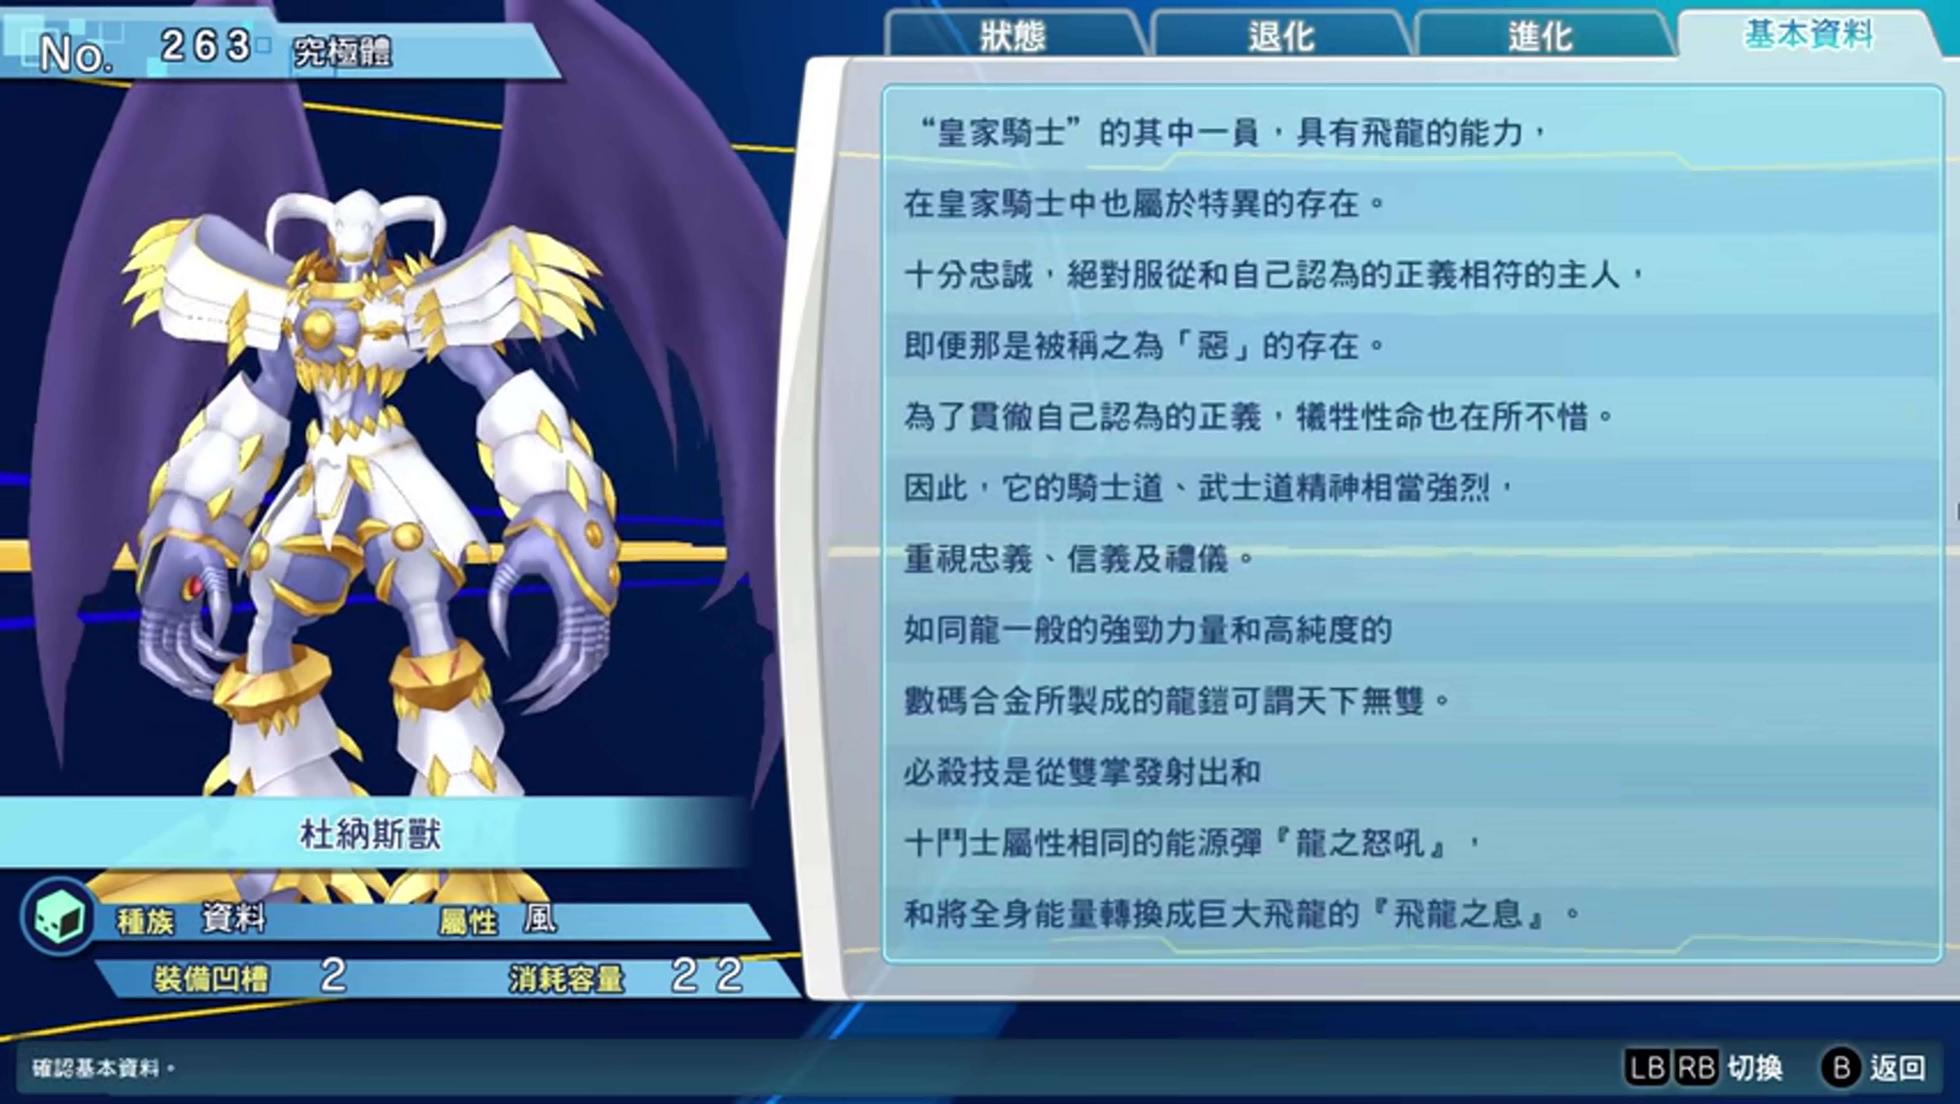 No. 263 究極體
狀態 退化 進化 基本資料
“皇家騎士”的其中一員，具有飛龍的能力，
在皇家騎士中也屬於特異的存在。
十分忠誠，絕對服從和自己認為的正義相符的主人，
即便那是被稱之為「惡」的存在。
為了貫徹自己認為的正義，犧牲性命也在所不惜。
因此，它的騎士道、武士道精神相當強烈，
重視忠義、信義及禮儀。
如同龍一般的強勁力量和高純度的
數碼合金所製成的龍鎧可謂天下無雙。
必殺技是從雙掌發射出和
十鬥士屬性相同的能源彈『龍之怒吼』，
和將全身能量轉換成巨大飛龍的『飛龍之息』。
杜納斯獸
種族 資料 屬性 風
裝備凹槽 2 消耗容量 22
確認基本資料。
LB RB 切換 B 返回